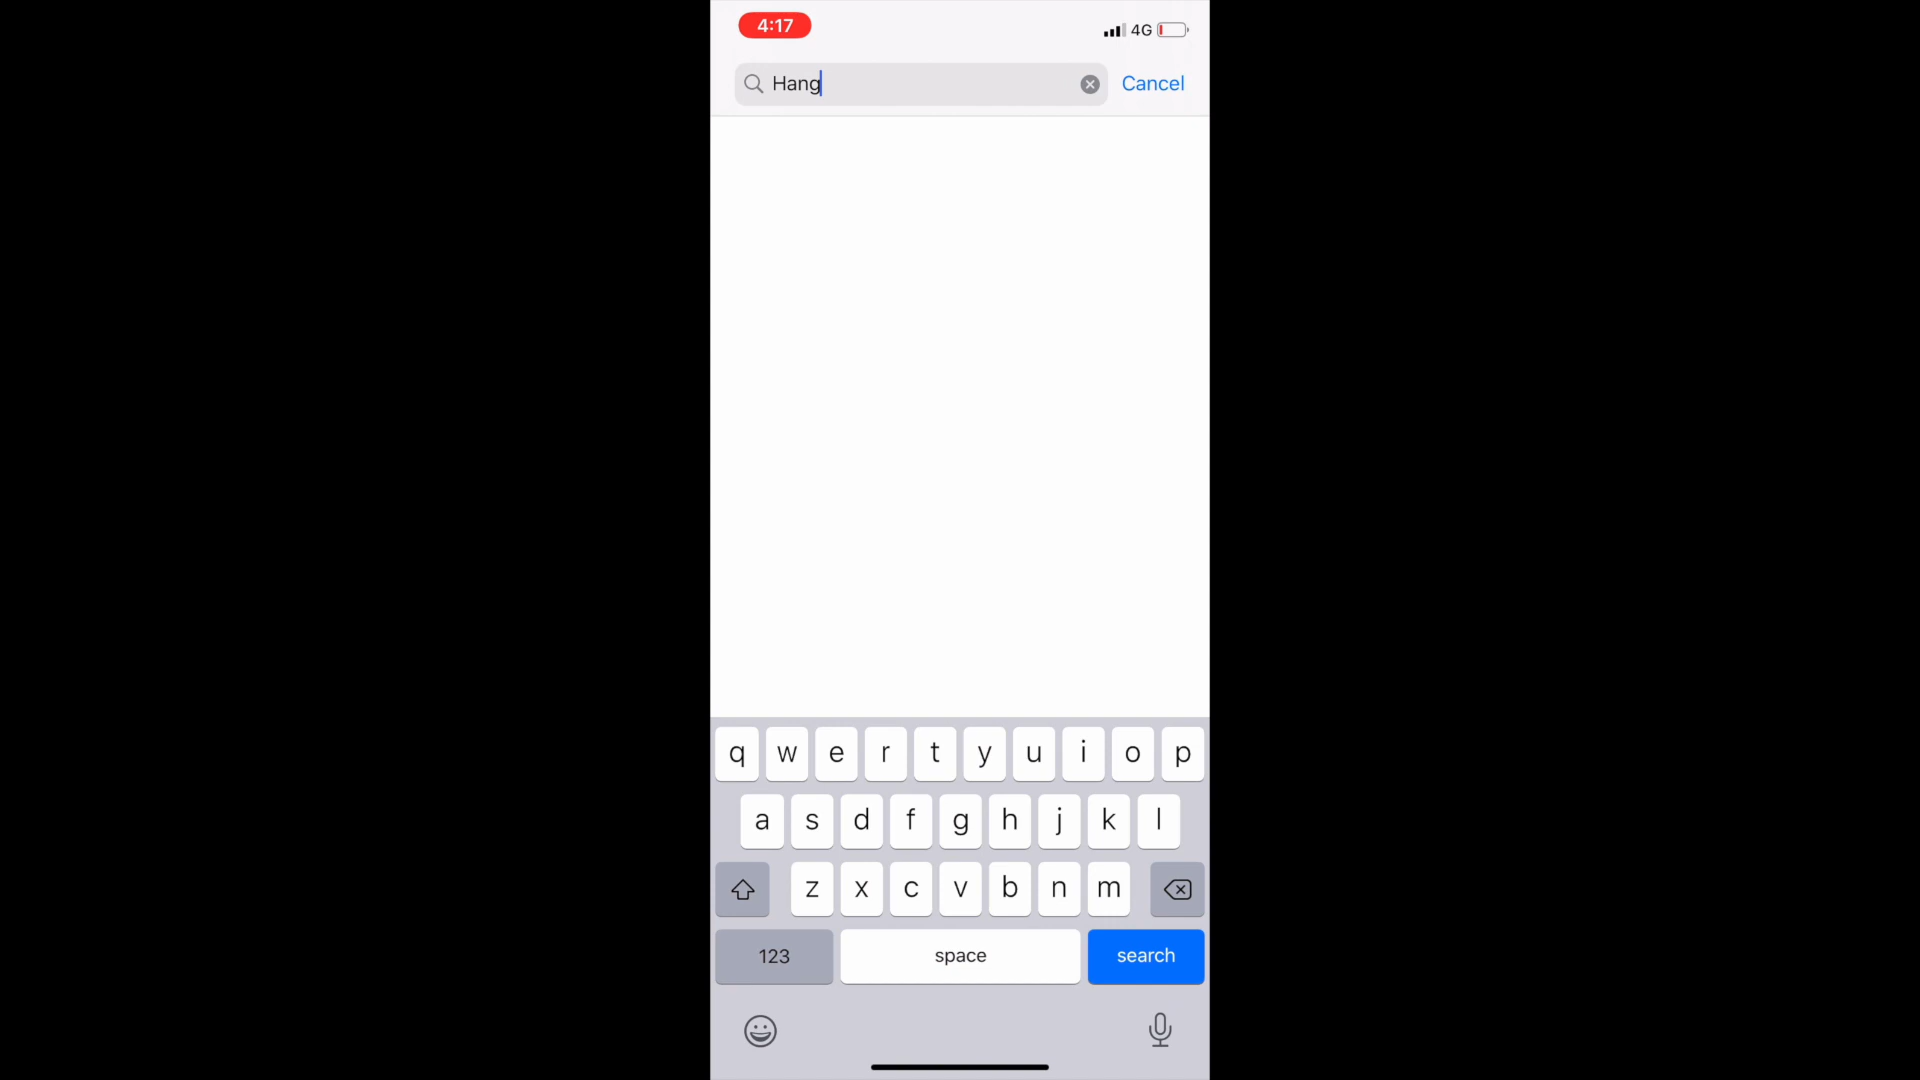 4:17 4G
Hang Cancel
q w e r t y u i o p
a s d f g h j k l
z x c v b n m
123 space search